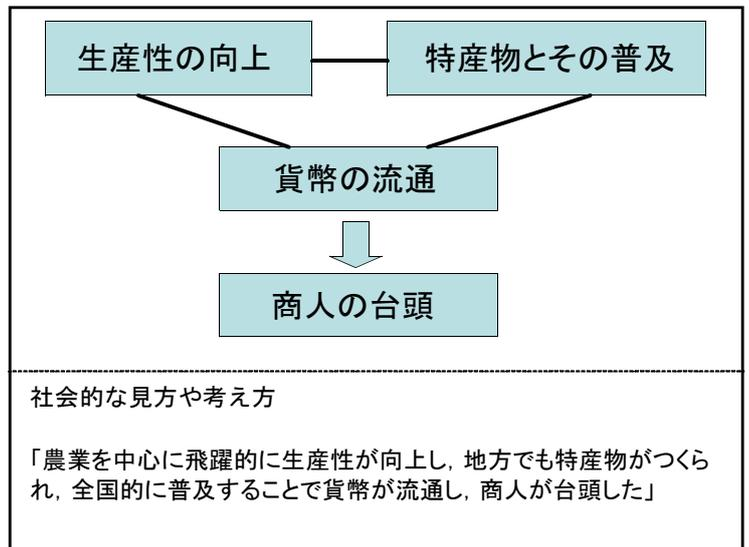 生産性の向上
特産物とその普及
貨幣の流通
商人の台頭
社会的な見方や考え方
「農業を中心に飛躍的に生産性が向上し，地方でも特産物がつくら
れ，全国的に普及することで貨幣が流通し，商人が台頭した」